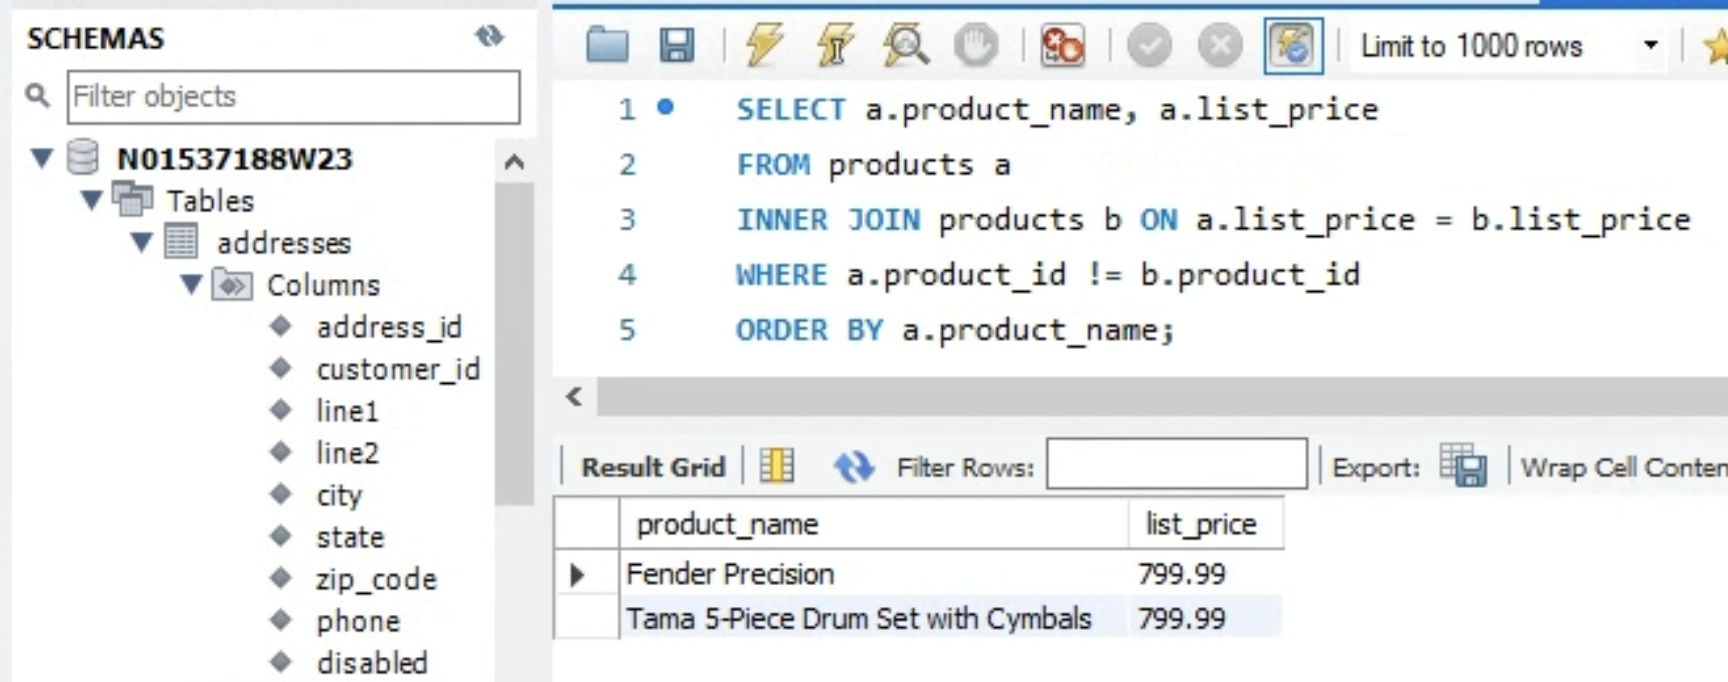 SCHEMAS
Filter objects
N01537188W23
Tables
addresses
Columns
address_id
customer_id
line1
line2
city
state
zip_code
phone
disabled
Limit to 1000 rows
1 SELECT a.product_name, a.list_price
2 FROM products a
3 INNER JOIN products b ON a.list_price = b.list_price
4 WHERE a.product_id != b.product_id
5 ORDER BY a.product_name;
Result Grid Filter Rows: Export: Wrap Cell Conten
product_name list_price
Fender Precision 799.99
Tama 5-Piece Drum Set with Cymbals 799.99